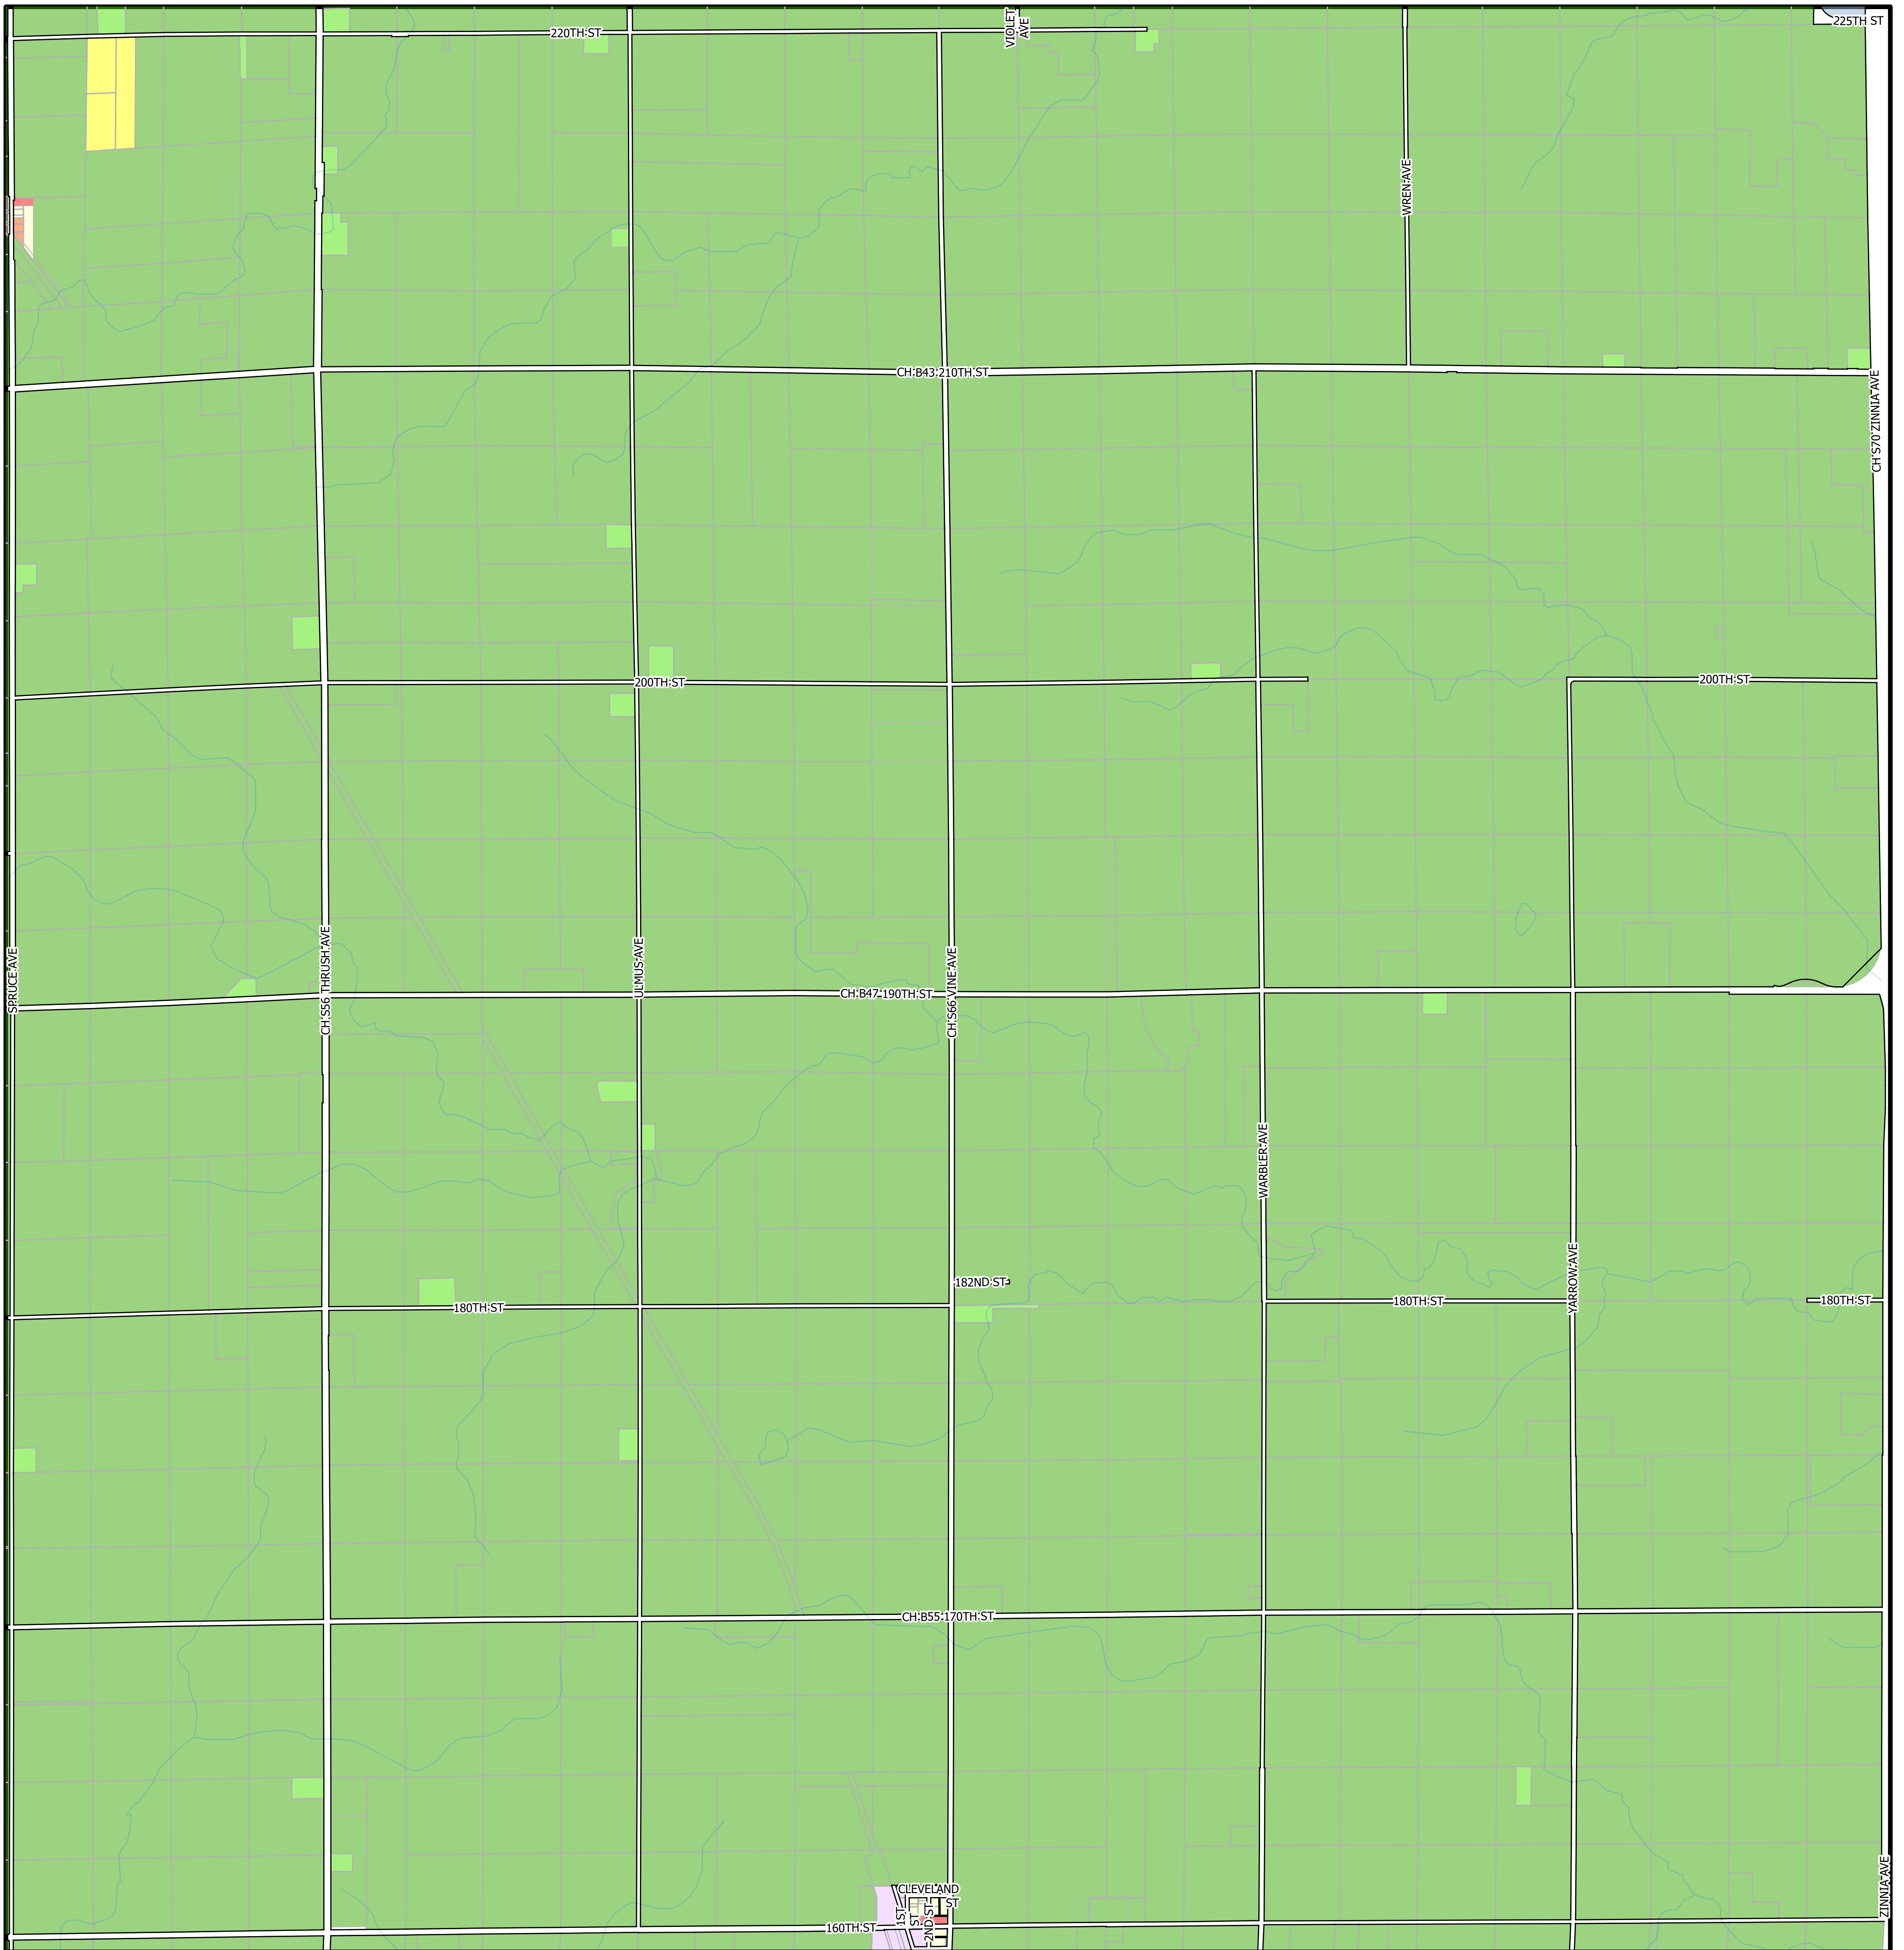 225TH ST
220TH ST
VIOLET
AVE
WREN AVE
CH B43 210TH ST
CH S70 ZINNIA AVE
200TH ST
200TH ST
SPRUCE AVE
CH S56 THRUSH AVE
ULMUS AVE
CH B47 190TH ST
CH S66 VINE AVE
WARBLER AVE
YARROW AVE
182ND ST
180TH ST
180TH ST
180TH ST
CH B55 170TH ST
ZINNIA AVE
CLEVELAND
ST
1ST
ST
2ND ST
160TH ST